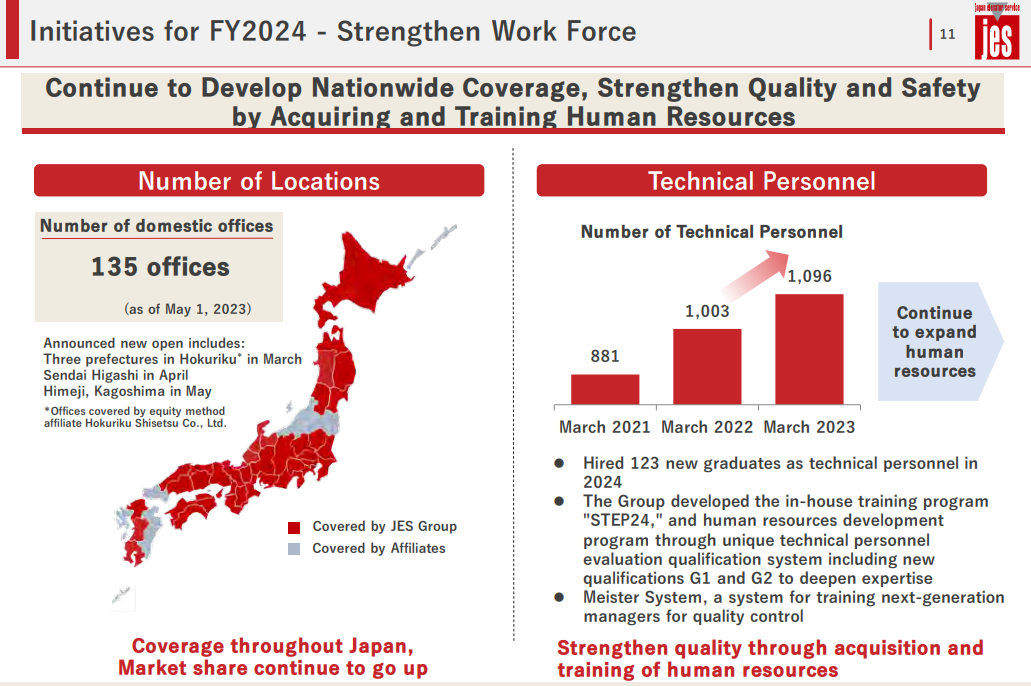 Initiatives for FY2024 - Strengthen Work Force
11
Japan elevator service
jes
Continue to Develop Nationwide Coverage, Strengthen Quality and Safety
by Acquiring and Training Human Resources
Number of Locations
Number of domestic offices
135 offices
(as of May 1, 2023)
Announced new open includes:
Three prefectures in Hokuriku* in March
Sendai Higashi in April
Himeji, Kagoshima in May
*Offices covered by equity method
affiliate Hokuriku Shisetsu Co., Ltd.
Covered by JES Group
Covered by Affiliates
Coverage throughout Japan,
Market share continue to go up
Technical Personnel
Number of Technical Personnel
881
1,003
1,096
March 2021
March 2022
March 2023
Continue
to expand
human
resources
● Hired 123 new graduates as technical personnel in
2024
● The Group developed the in-house training program
"STEP24," and human resources development
program through unique technical personnel
evaluation qualification system including new
qualifications G1 and G2 to deepen expertise
● Meister System, a system for training next-generation
managers for quality control
Strengthen quality through acquisition and
training of human resources